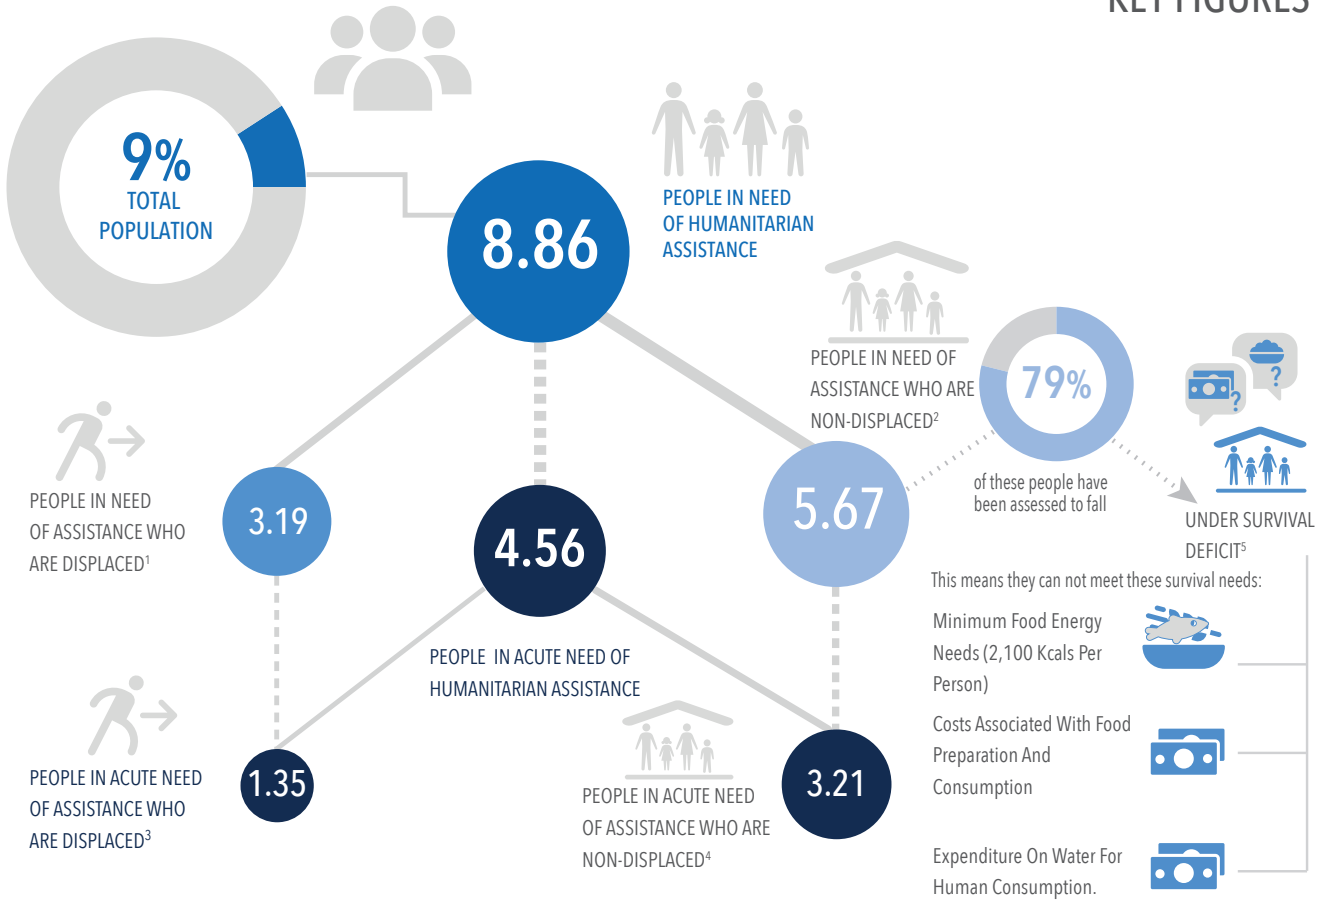 KEY FIGURES
9%
TOTAL
POPULATION
8.86
PEOPLE IN NEED
OF HUMANITARIAN
ASSISTANCE
PEOPLE IN NEED OF
ASSISTANCE WHO ARE
NON-DISPLACED2
79%
of these people have
been assessed to fall
?
?
UNDER SURVIVAL
DEFICIT5
PEOPLE IN NEED
OF ASSISTANCE WHO
ARE DISPLACED1
3.19
4.56
5.67
This means they can not meet these survival needs:
Minimum Food Energy
Needs (2,100 Kcals Per
Person)
Costs Associated With Food
Preparation And
Consumption
Expenditure On Water For
Human Consumption.
PEOPLE IN ACUTE NEED OF
HUMANITARIAN ASSISTANCE
PEOPLE IN ACUTE NEED
OF ASSISTANCE WHO
ARE DISPLACED3
1.35
PEOPLE IN ACUTE NEED
OF ASSISTANCE WHO ARE
NON-DISPLACED4
3.21